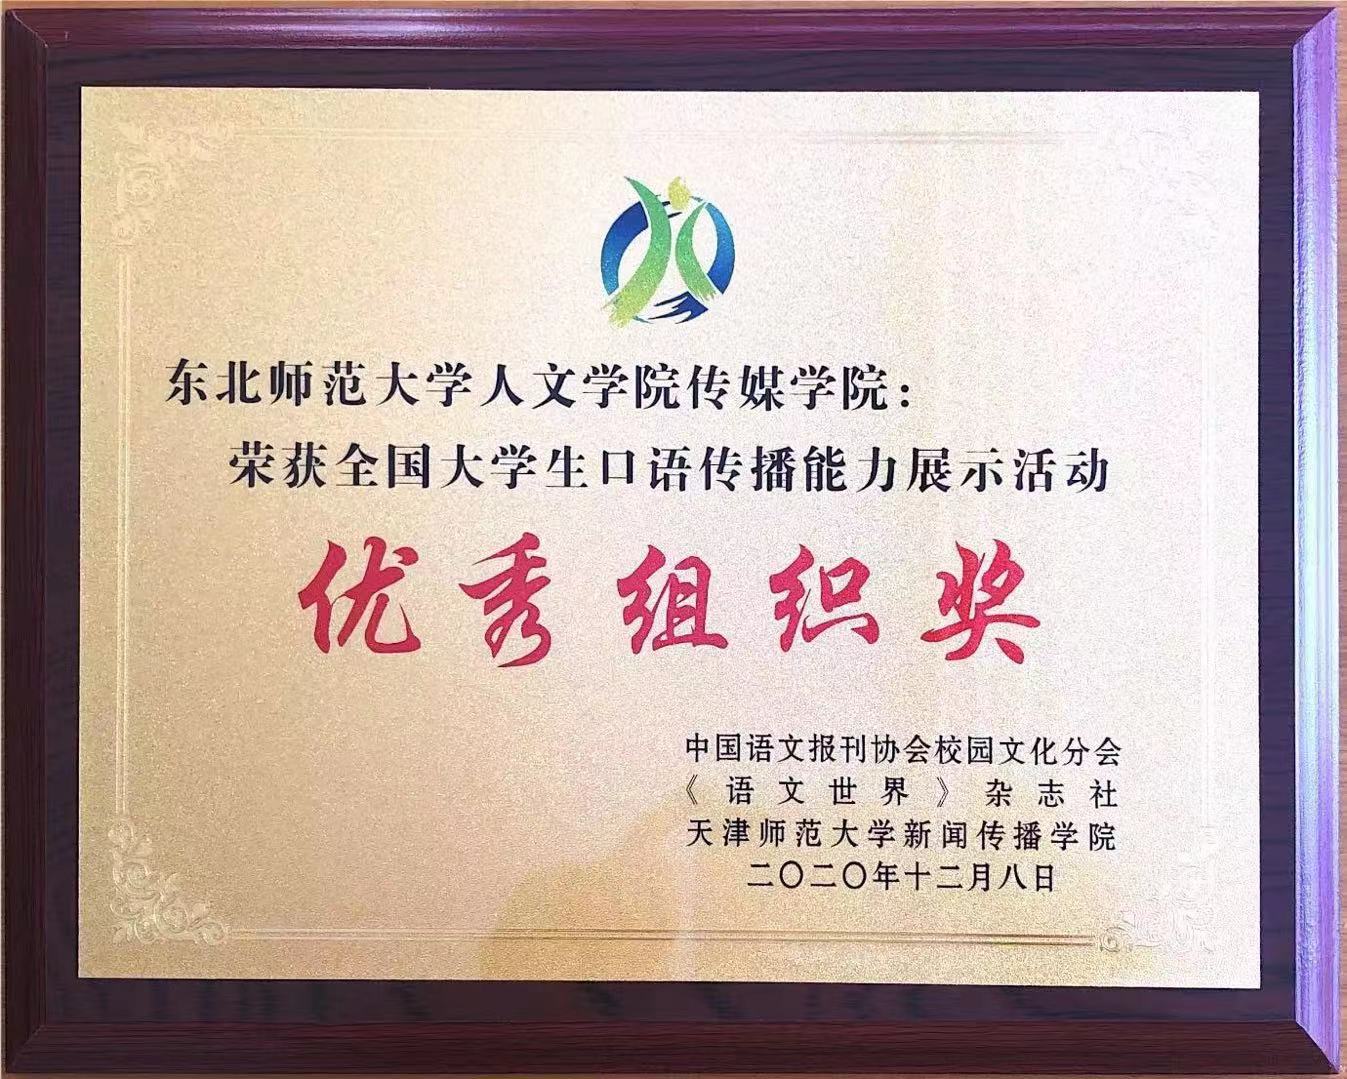 东北师范大学人文学院传媒学院：
荣获全国大学生口语传播能力展示活动
优秀组织奖
中国语文报刊协会校园文化分会
《语文世界》杂志社
天津师范大学新闻传播学院
二〇二〇年十二月八日